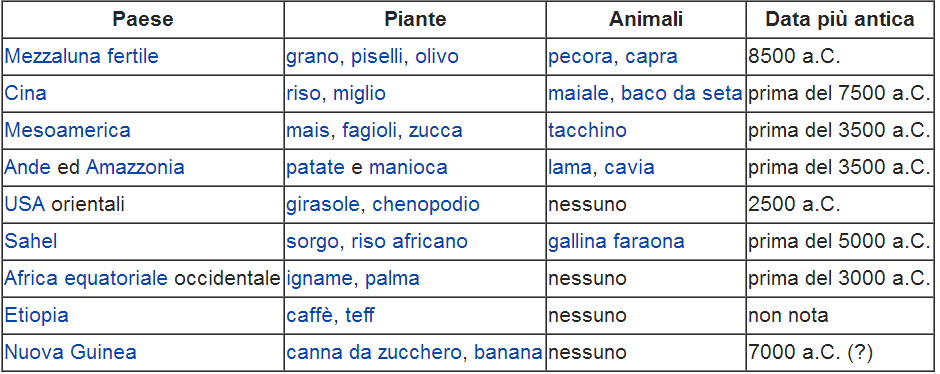 Paese Piante Animali Data più antica
Mezzaluna fertile grano, piselli, olivo pecora, capra 8500 a.C.
Cina riso, miglio maiale, baco da seta prima del 7500 a.C.
Mesoamerica mais, fagioli, zucca tacchino prima del 3500 a.C.
Ande ed Amazzonia patate e manioca lama, cavia prima del 3500 a.C.
USA orientali girasole, chenopodio nessuno 2500 a.C.
Sahel sorgo, riso africano gallina faraona prima del 5000 a.C.
Africa equatoriale occidentale igname, palma nessuno prima del 3000 a.C.
Etiopia caffè, teff nessuno non nota
Nuova Guinea canna da zucchero, banana nessuno 7000 a.C. (?)